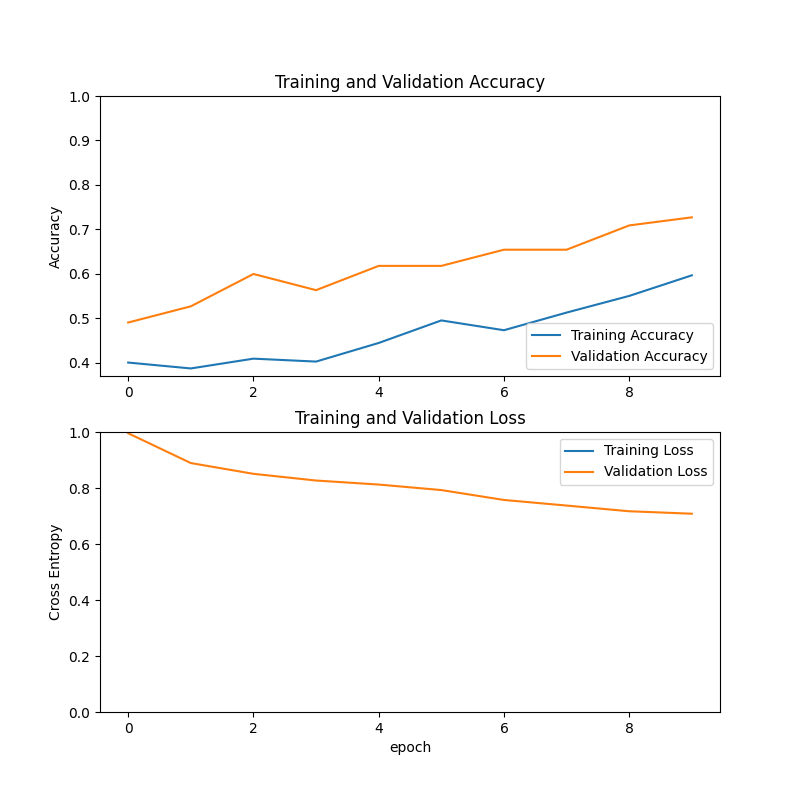 Training and Validation Accuracy
1.0
0.9
0.8
0.7
0.6
0.5
0.4
Accuracy
0 2 4 6 8
Training Accuracy
Validation Accuracy
Training and Validation Loss
1.0
0.8
0.6
0.4
0.2
0.0
Cross Entropy
Training Loss
Validation Loss
0 2 4 6 8
epoch